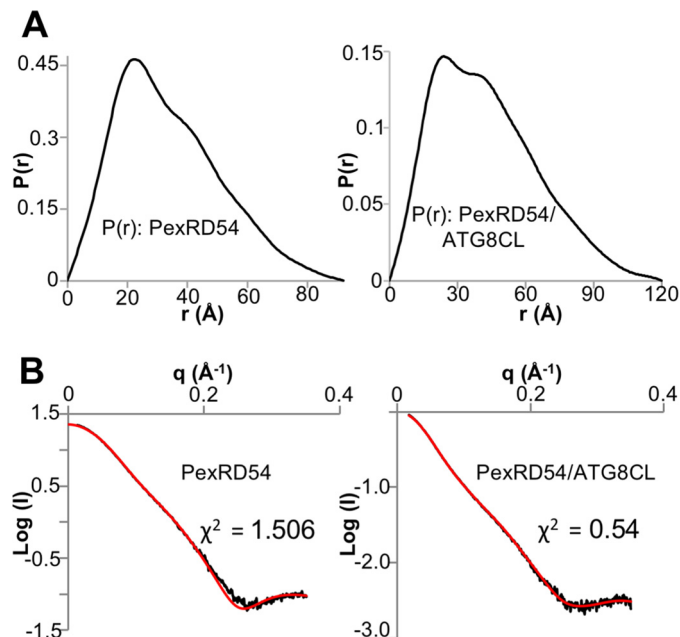 A
0.45
0.3
0.15
0
P(r)
P(r): PexRD54
0 20 40 60 80
r (Å)
0.15
0.1
0.05
0
P(r)
P(r): PexRD54/
ATG8CL
0 30 60 90 120
r (Å)
B
q (Å⁻¹)
0 0.2 0.4
1.5
0.5
-0.5
-1.5
Log (I)
PexRD54
χ² = 1.506
q (Å⁻¹)
0 0.2 0.4
-1.0
-2.0
-3.0
Log (I)
PexRD54/ATG8CL
χ² = 0.54